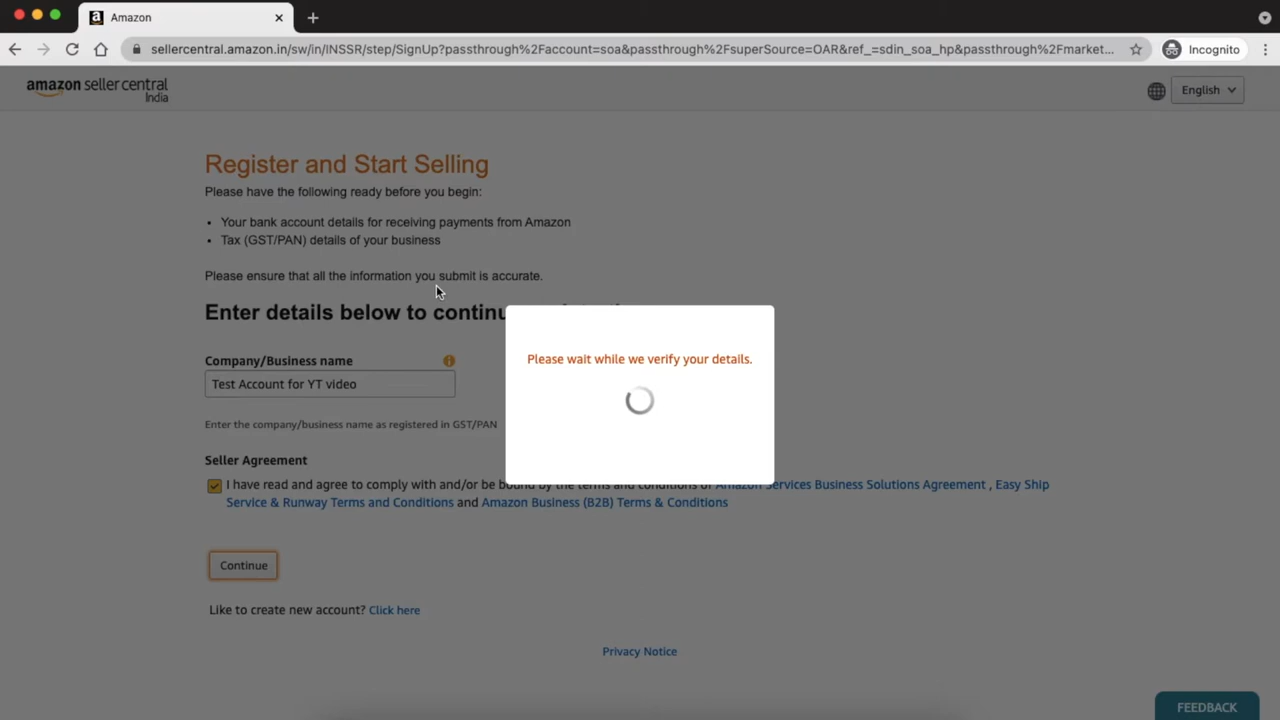 Amazon
sellercentral.amazon.in/sw/in/INSSR/step/SignUp?passthrough%2Faccount=soa&passthrough%2FsuperSource=OAR&ref_=sdin_soa_hp&passthrough%2Fmarket...
Incognito
amazon seller central
India
English
Register and Start Selling
Please have the following ready before you begin:
• Your bank account details for receiving payments from Amazon
• Tax (GST/PAN) details of your business
Please ensure that all the information you submit is accurate.
Enter details below to continu
Please wait while we verify your details.
Company/Business name
Test Account for YT video
Enter the company/business name as registered in GST/PAN
Seller Agreement
I have read and agree to comply with and/or be bound by the terms and conditions of Amazon Services Business Solutions Agreement , Easy Ship
Service & Runway Terms and Conditions and Amazon Business (B2B) Terms & Conditions
Continue
Like to create new account? Click here
Privacy Notice
FEEDBACK